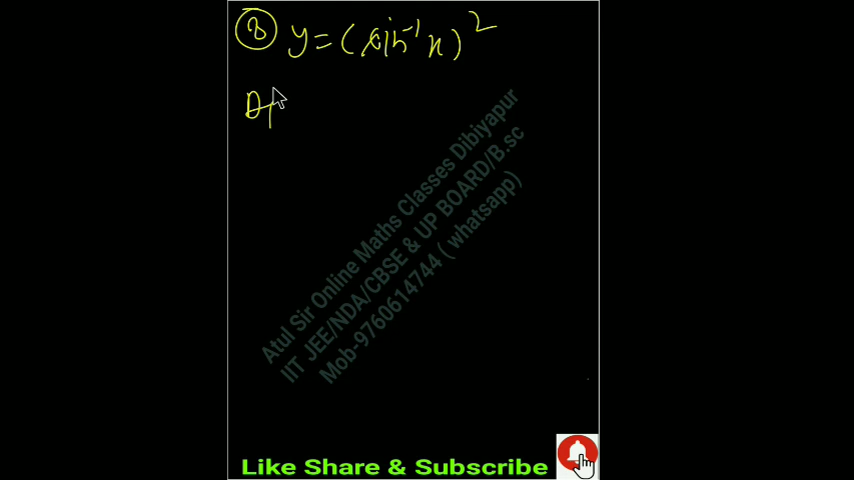 ⑧ y = (sin⁻¹ x)²
Atul Sir Online Maths Classes Dibiyapur
IIT JEE/NDA/CBSE & UP BOARD/B.sc
Mob-9760614744 ( whatsapp)
Like Share & Subscribe